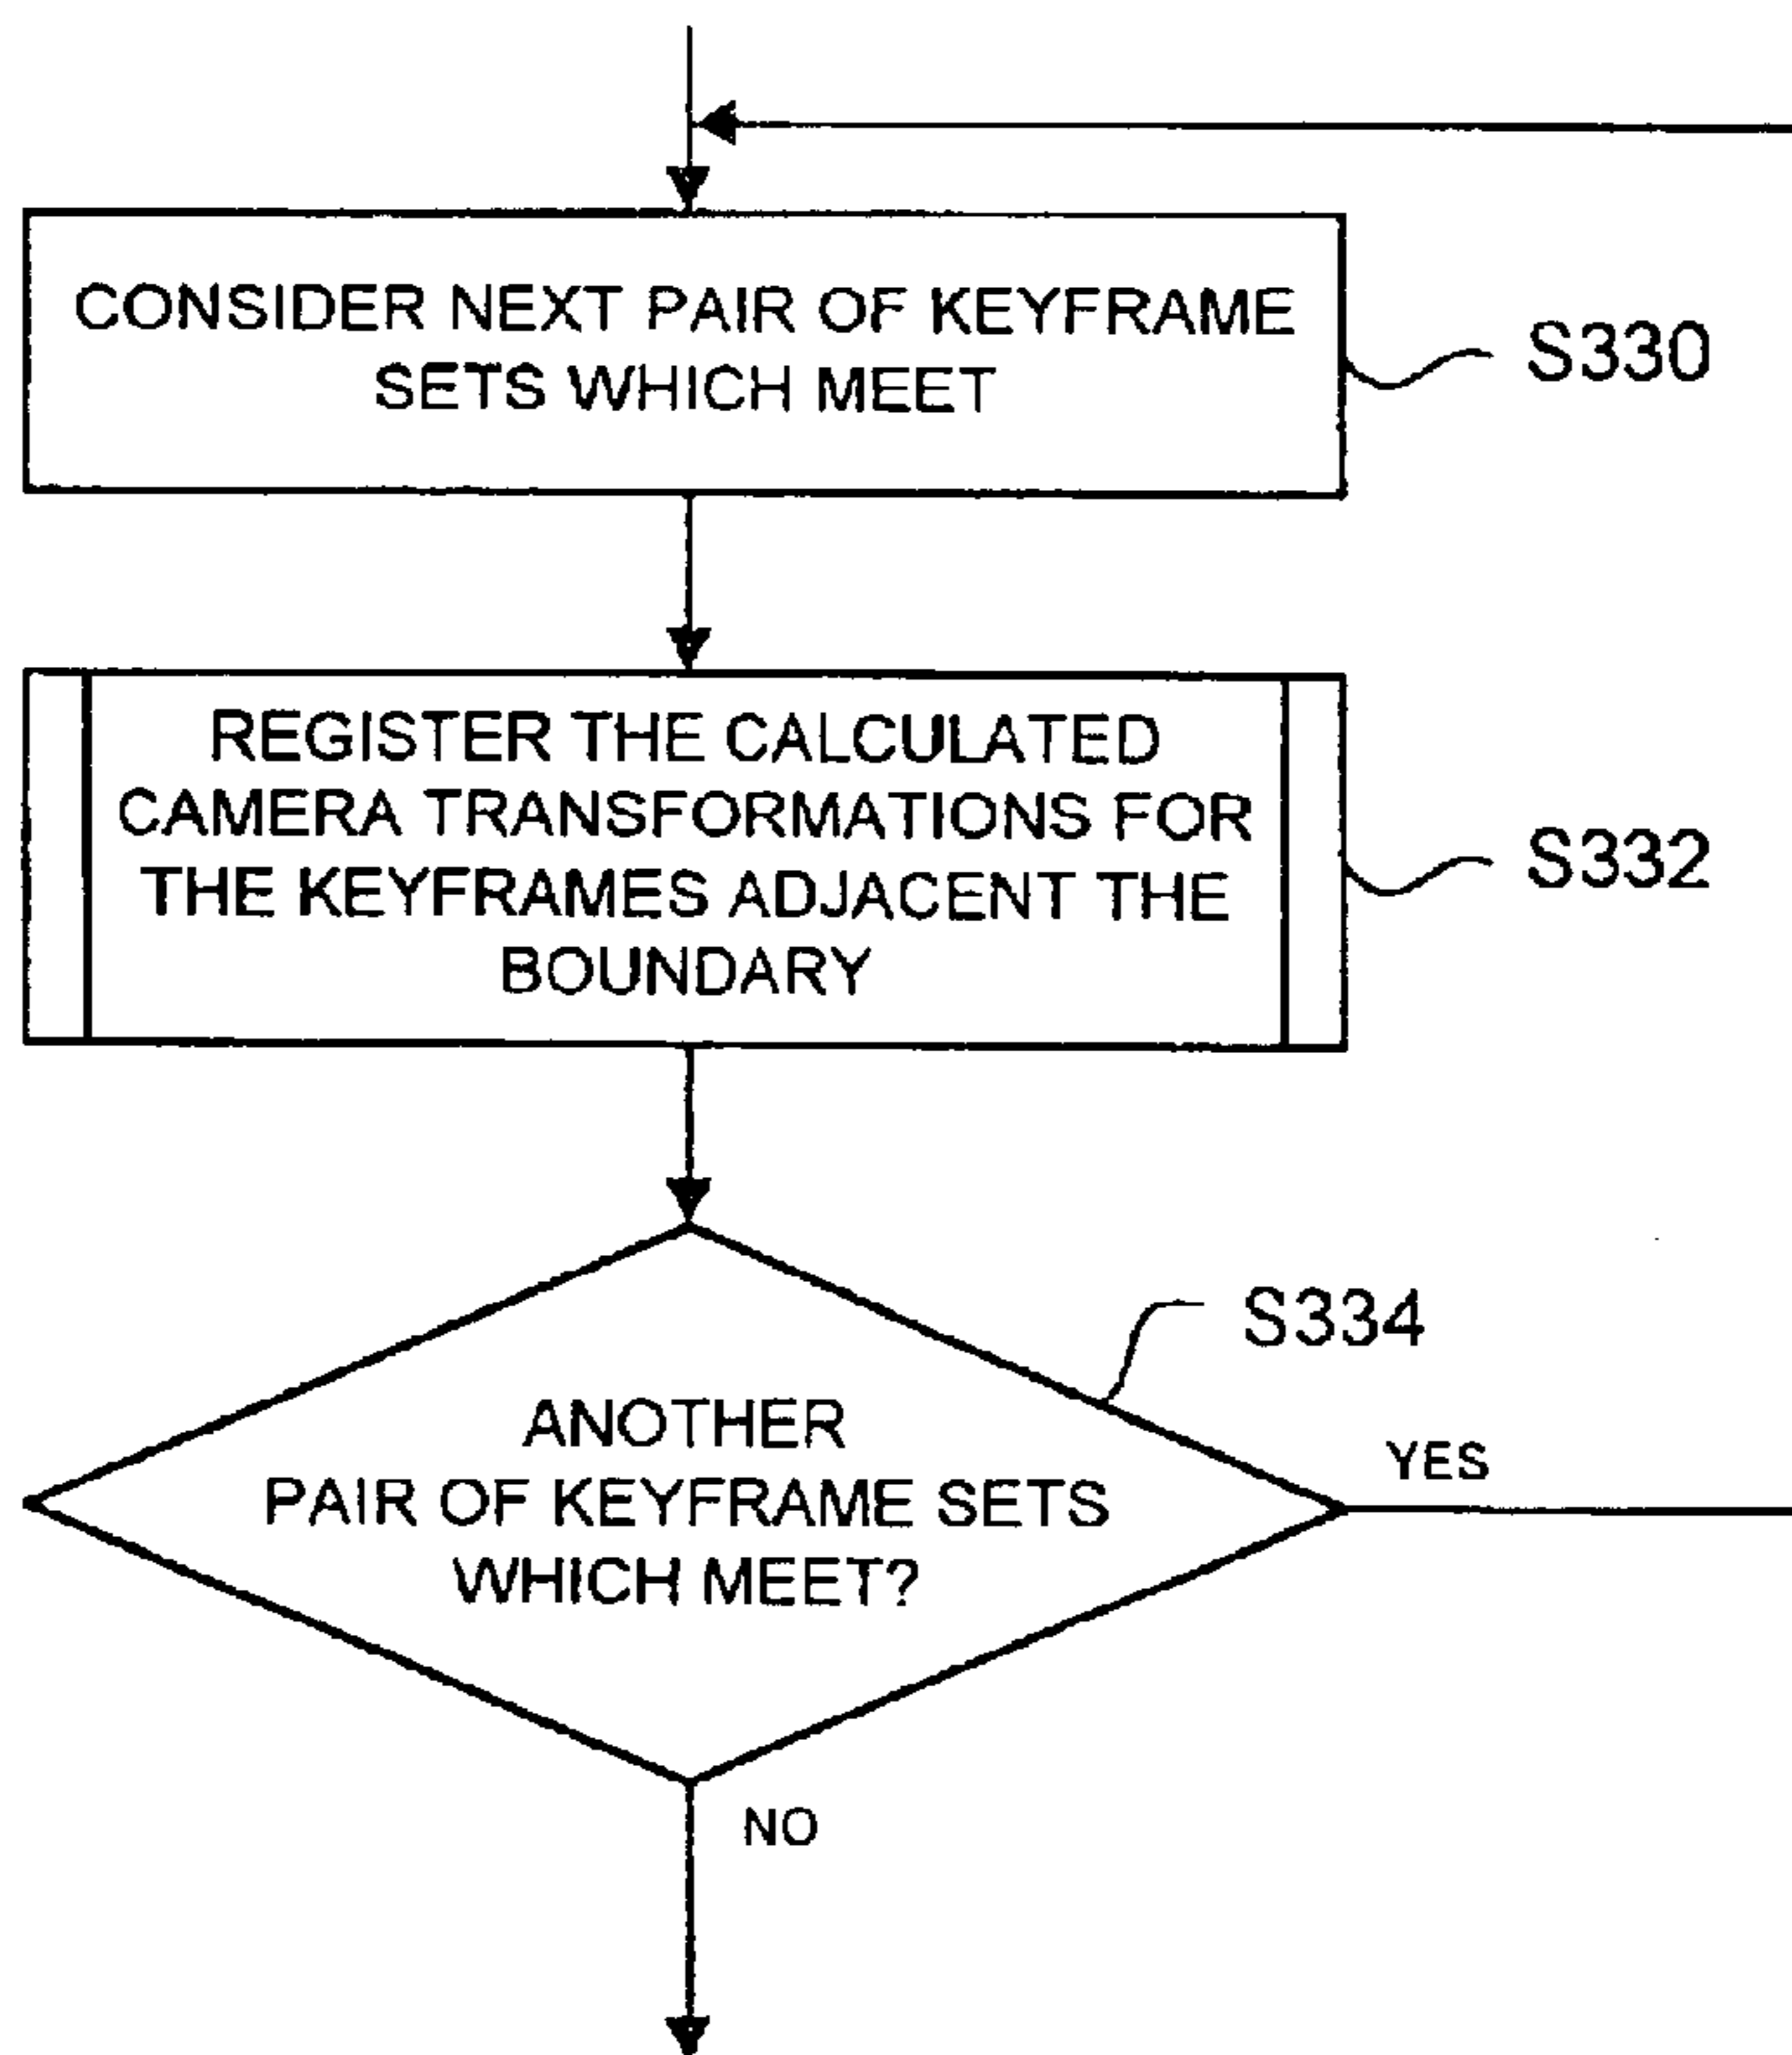 CONSIDER NEXT PAIR OF KEYFRAME
SETS WHICH MEET
S330
REGISTER THE CALCULATED
CAMERA TRANSFORMATIONS FOR
THE KEYFRAMES ADJACENT THE
BOUNDARY
S332
S334
ANOTHER
PAIR OF KEYFRAME SETS
WHICH MEET?
YES
NO